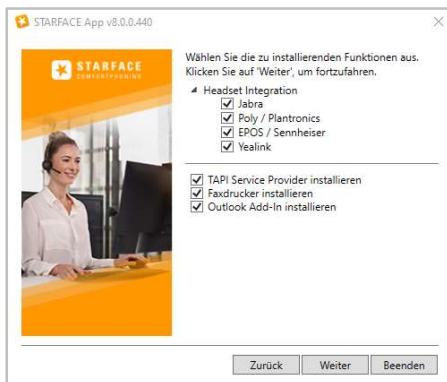 STARFACE App v8.0.0.440
STARFACE
COMFORTPHONING
Wählen Sie die zu installierenden Funktionen aus.
Klicken Sie auf 'Weiter', um fortzufahren.
Headset Integration
Jabra
Poly / Plantronics
EPOS / Sennheiser
Yealink
TAPI Service Provider installieren
Faxdrucker installieren
Outlook Add-In installieren
Zurück Weiter Beenden